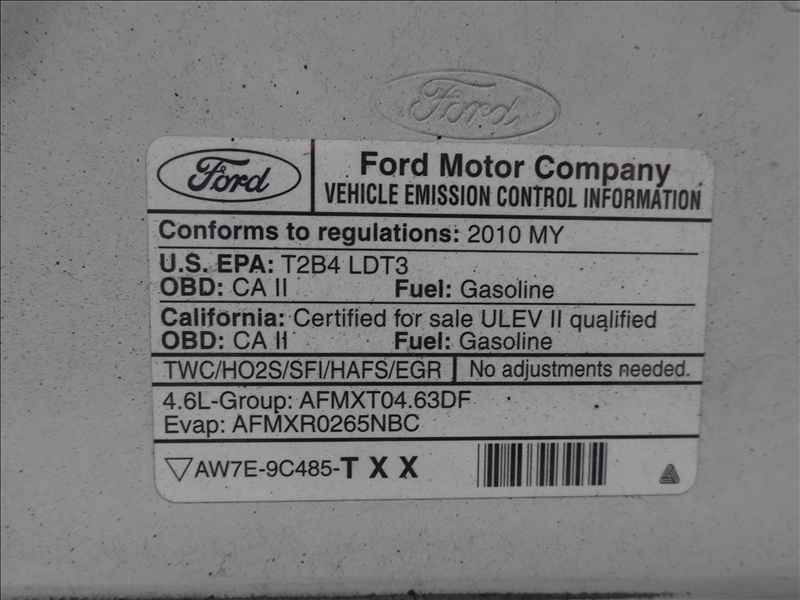 Ford
Ford
Ford Motor Company
VEHICLE EMISSION CONTROL INFORMATION
Conforms to regulations: 2010 MY
U.S. EPA: T2B4 LDT3
OBD: CA II Fuel: Gasoline
California: Certified for sale ULEV II qualified
OBD: CA II Fuel: Gasoline
TWC/HO2S/SFI/HAFS/EGR No adjustments needed.
4.6L-Group: AFMXT04.63DF
Evap: AFMXR0265NBC
AW7E-9C485-TXX